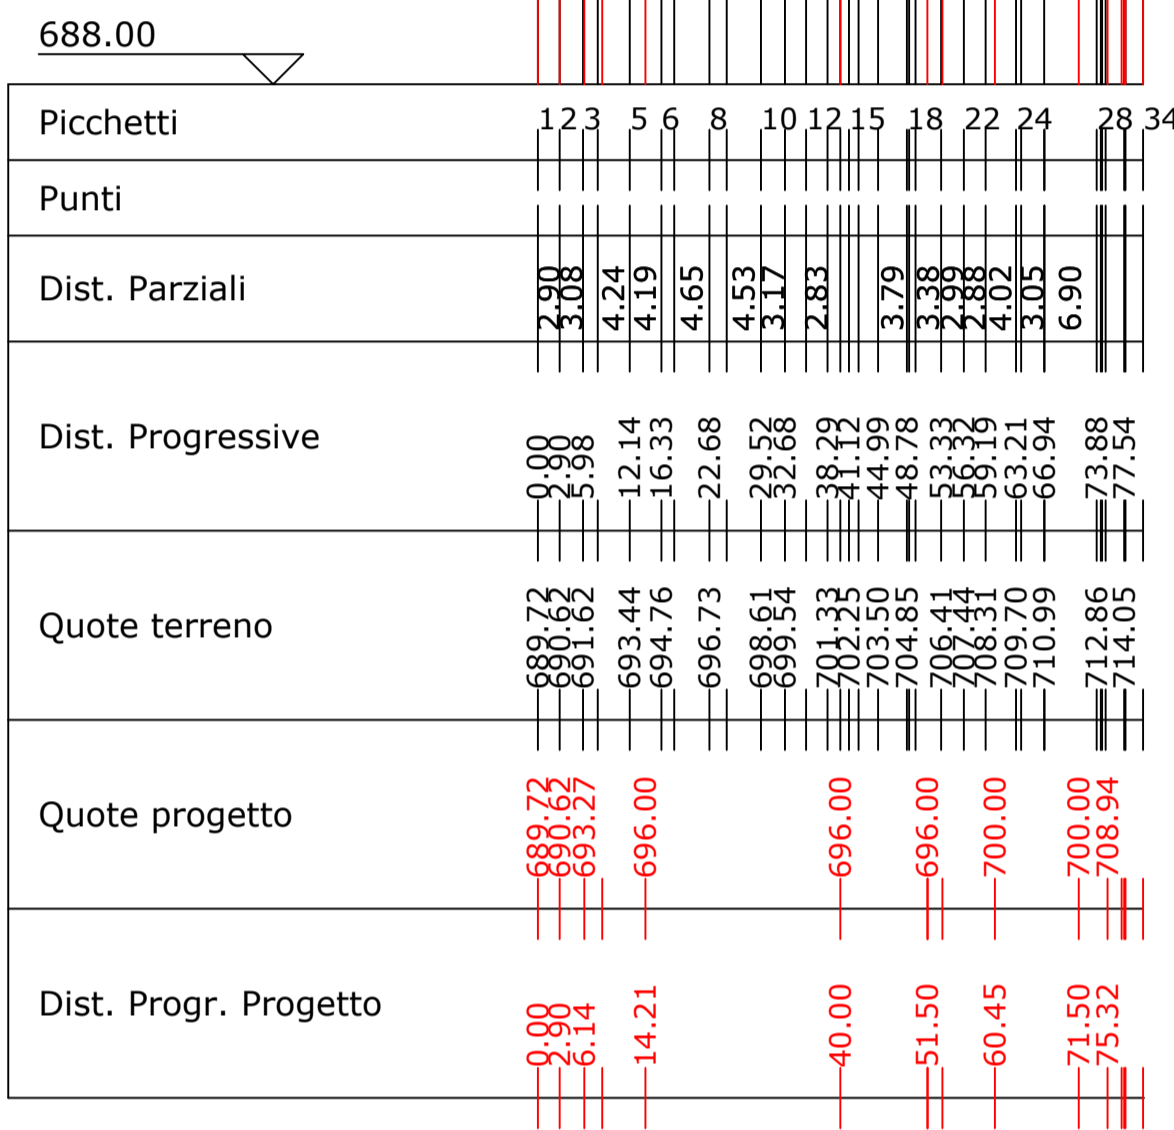 688.00
Picchetti 1 2 3 5 6 8 10 12 15 18 22 24 28 34
Punti
Dist. Parziali 2.90 3.08 4.24 4.19 4.65 4.53 3.17 2.83 3.79 3.38 2.99 2.88 4.02 3.05 6.90
Dist. Progressive 0.00 2.90 5.98 12.14 16.33 22.68 29.52 32.68 38.29 41.12 44.99 48.78 53.33 56.32 59.19 63.21 66.94 73.88 77.54
Quote terreno 689.72 690.62 691.62 693.44 694.76 696.73 698.61 699.54 701.33 702.25 703.50 704.85 706.41 707.44 708.31 709.70 710.99 712.86 714.05
Quote progetto 689.72 690.62 693.27 696.00 696.00 696.00 700.00 700.00 708.94
Dist. Progr. Progetto 0.00 2.90 6.14 14.21 40.00 51.50 60.45 71.50 75.32